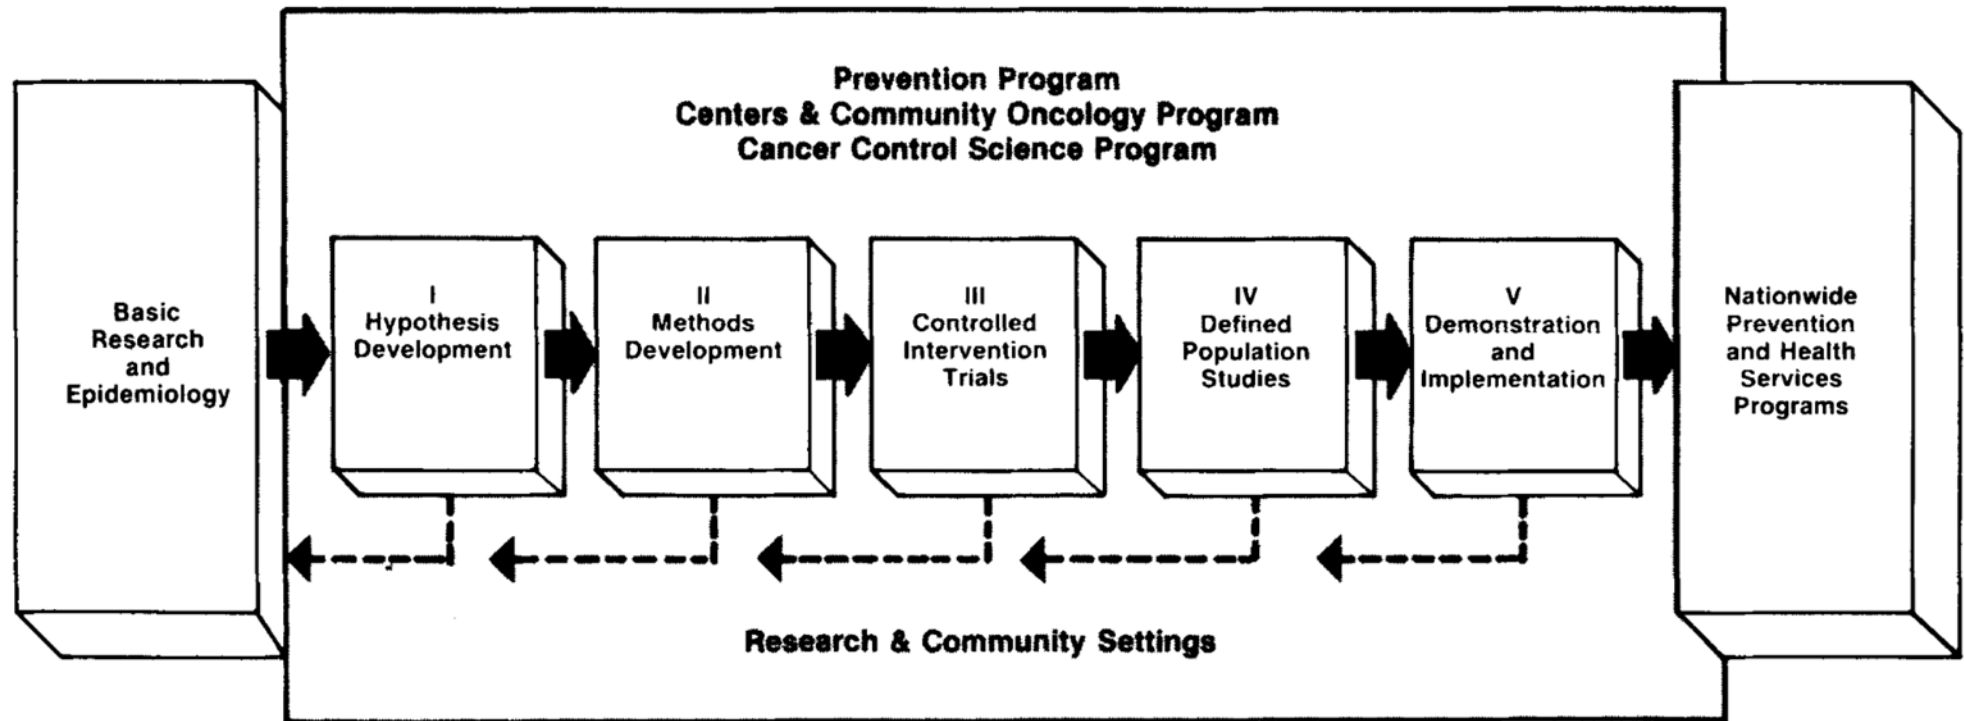 Prevention Program
Centers & Community Oncology Program
Cancer Control Science Program
Basic
Research
and
Epidemiology
I
Hypothesis
Development
II
Methods
Development
III
Controlled
Intervention
Trials
IV
Defined
Population
Studies
V
Demonstration
and
Implementation
Nationwide
Prevention
and Health
Services
Programs
Research & Community Settings